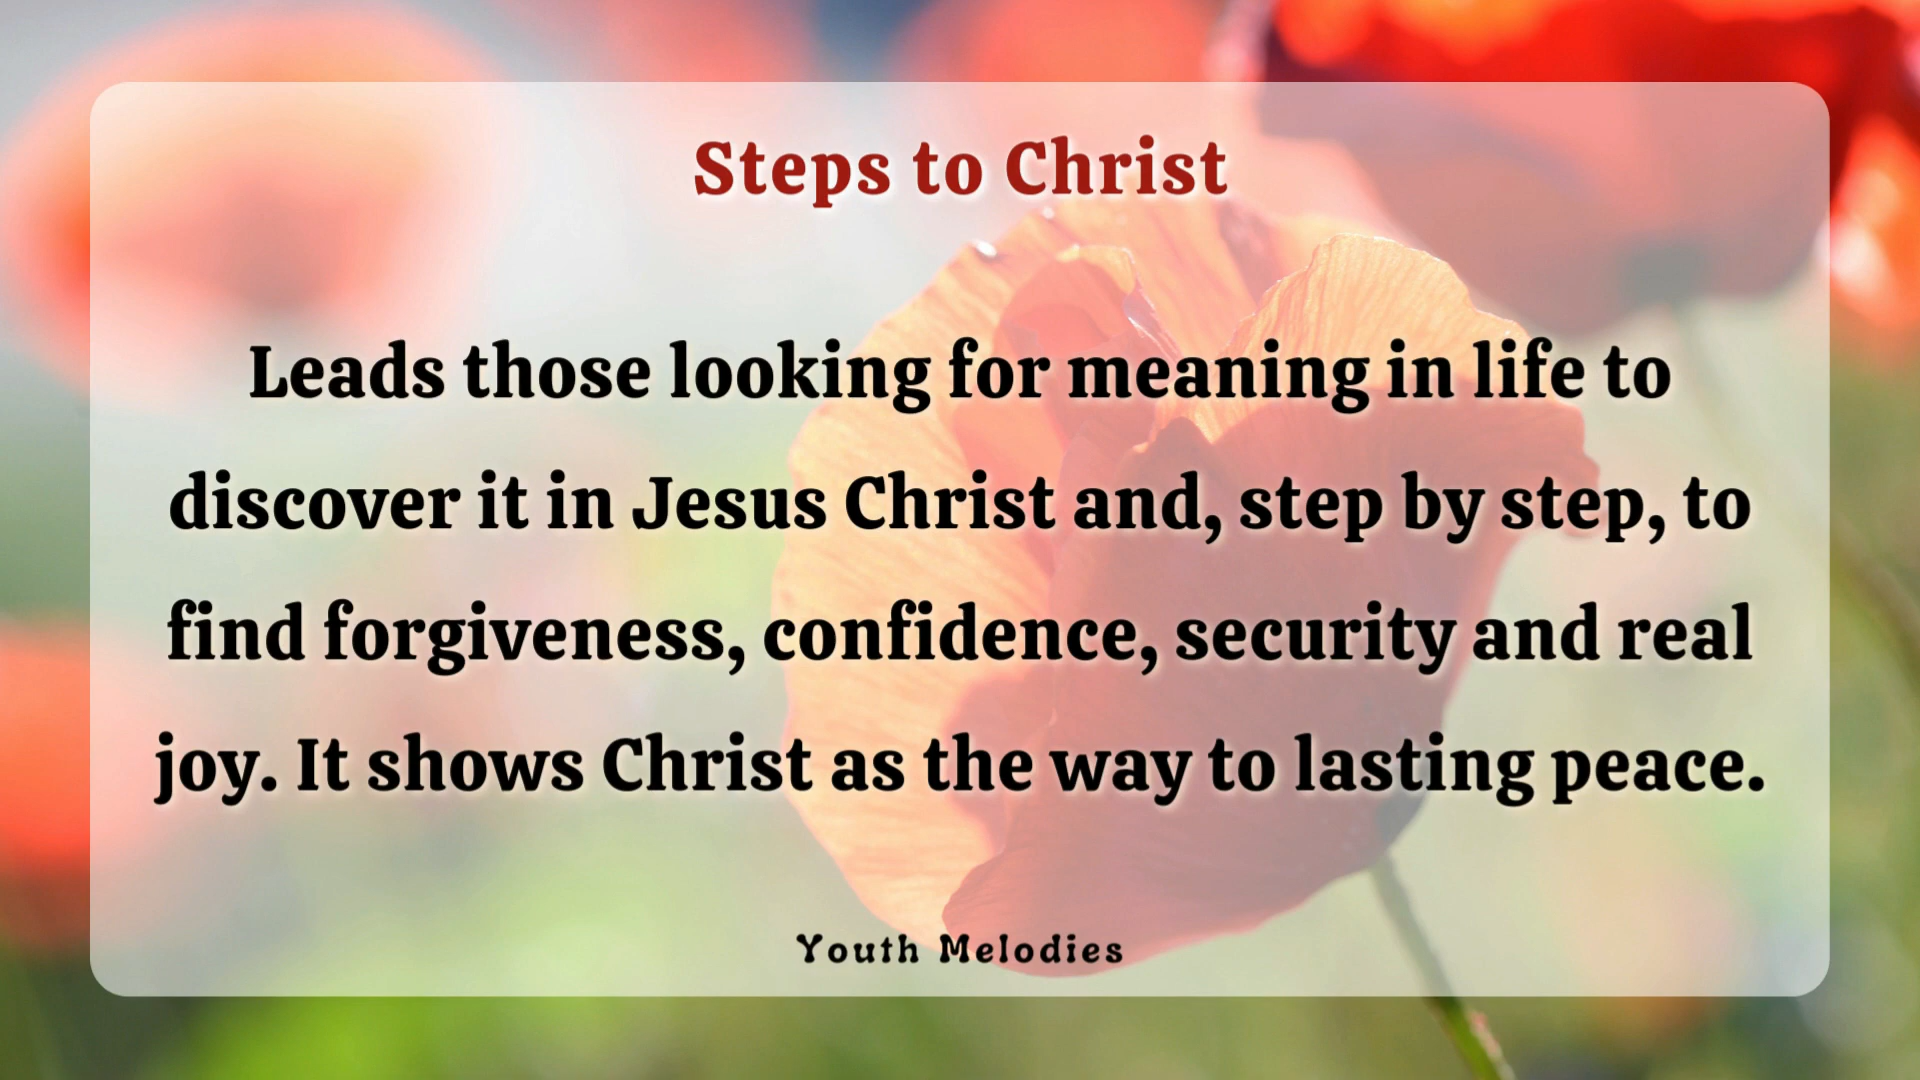 Steps to Christ
Leads those looking for meaning in life to
discover it in Jesus Christ and, step by step, to
find forgiveness, confidence, security and real
joy. It shows Christ as the way to lasting peace.
Youth Melodies